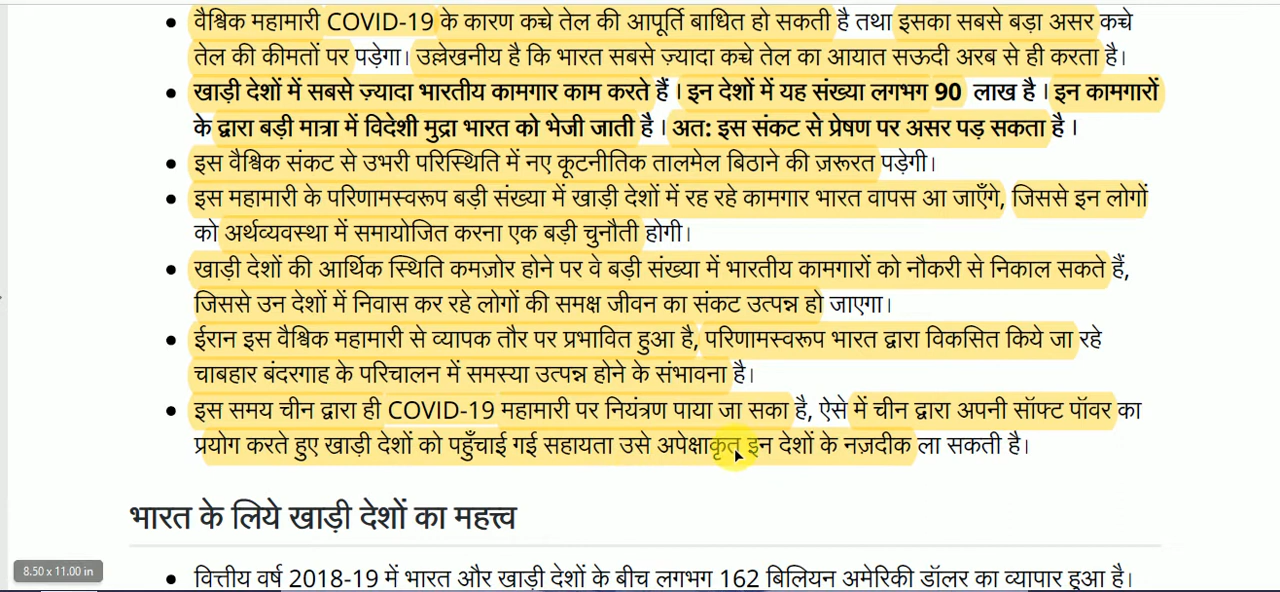 • वैश्विक महामारी COVID-19 के कारण कच्चे तेल की आपूर्ति बाधित हो सकती है तथा इसका सबसे बड़ा असर कच्चे
तेल की कीमतों पर पड़ेगा। उल्लेखनीय है कि भारत सबसे ज़्यादा कच्चे तेल का आयात सऊदी अरब से ही करता है।
• खाड़ी देशों में सबसे ज़्यादा भारतीय कामगार काम करते हैं । इन देशों में यह संख्या लगभग 90 लाख है । इन कामगारों
के द्वारा बड़ी मात्रा में विदेशी मुद्रा भारत को भेजी जाती है । अत: इस संकट से प्रेषण पर असर पड़ सकता है ।
• इस वैश्विक संकट से उभरी परिस्थिति में नए कूटनीतिक तालमेल बिठाने की ज़रूरत पड़ेगी।
• इस महामारी के परिणामस्वरूप बड़ी संख्या में खाड़ी देशों में रह रहे कामगार भारत वापस आ जाएँगे, जिससे इन लोगों
को अर्थव्यवस्था में समायोजित करना एक बड़ी चुनौती होगी।
• खाड़ी देशों की आर्थिक स्थिति कमज़ोर होने पर वे बड़ी संख्या में भारतीय कामगारों को नौकरी से निकाल सकते हैं,
जिससे उन देशों में निवास कर रहे लोगों की समक्ष जीवन का संकट उत्पन्न हो जाएगा।
• ईरान इस वैश्विक महामारी से व्यापक तौर पर प्रभावित हुआ है, परिणामस्वरूप भारत द्वारा विकसित किये जा रहे
चाबहार बंदरगाह के परिचालन में समस्या उत्पन्न होने के संभावना है।
• इस समय चीन द्वारा ही COVID-19 महामारी पर नियंत्रण पाया जा सका है, ऐसे में चीन द्वारा अपनी सॉफ्ट पॉवर का
प्रयोग करते हुए खाड़ी देशों को पहुँचाई गई सहायता उसे अपेक्षाकृत इन देशों के नज़दीक ला सकती है।
भारत के लिये खाड़ी देशों का महत्त्व
8.50 x 11.00 in
• वित्तीय वर्ष 2018-19 में भारत और खाड़ी देशों के बीच लगभग 162 बिलियन अमेरिकी डॉलर का व्यापार हुआ है।